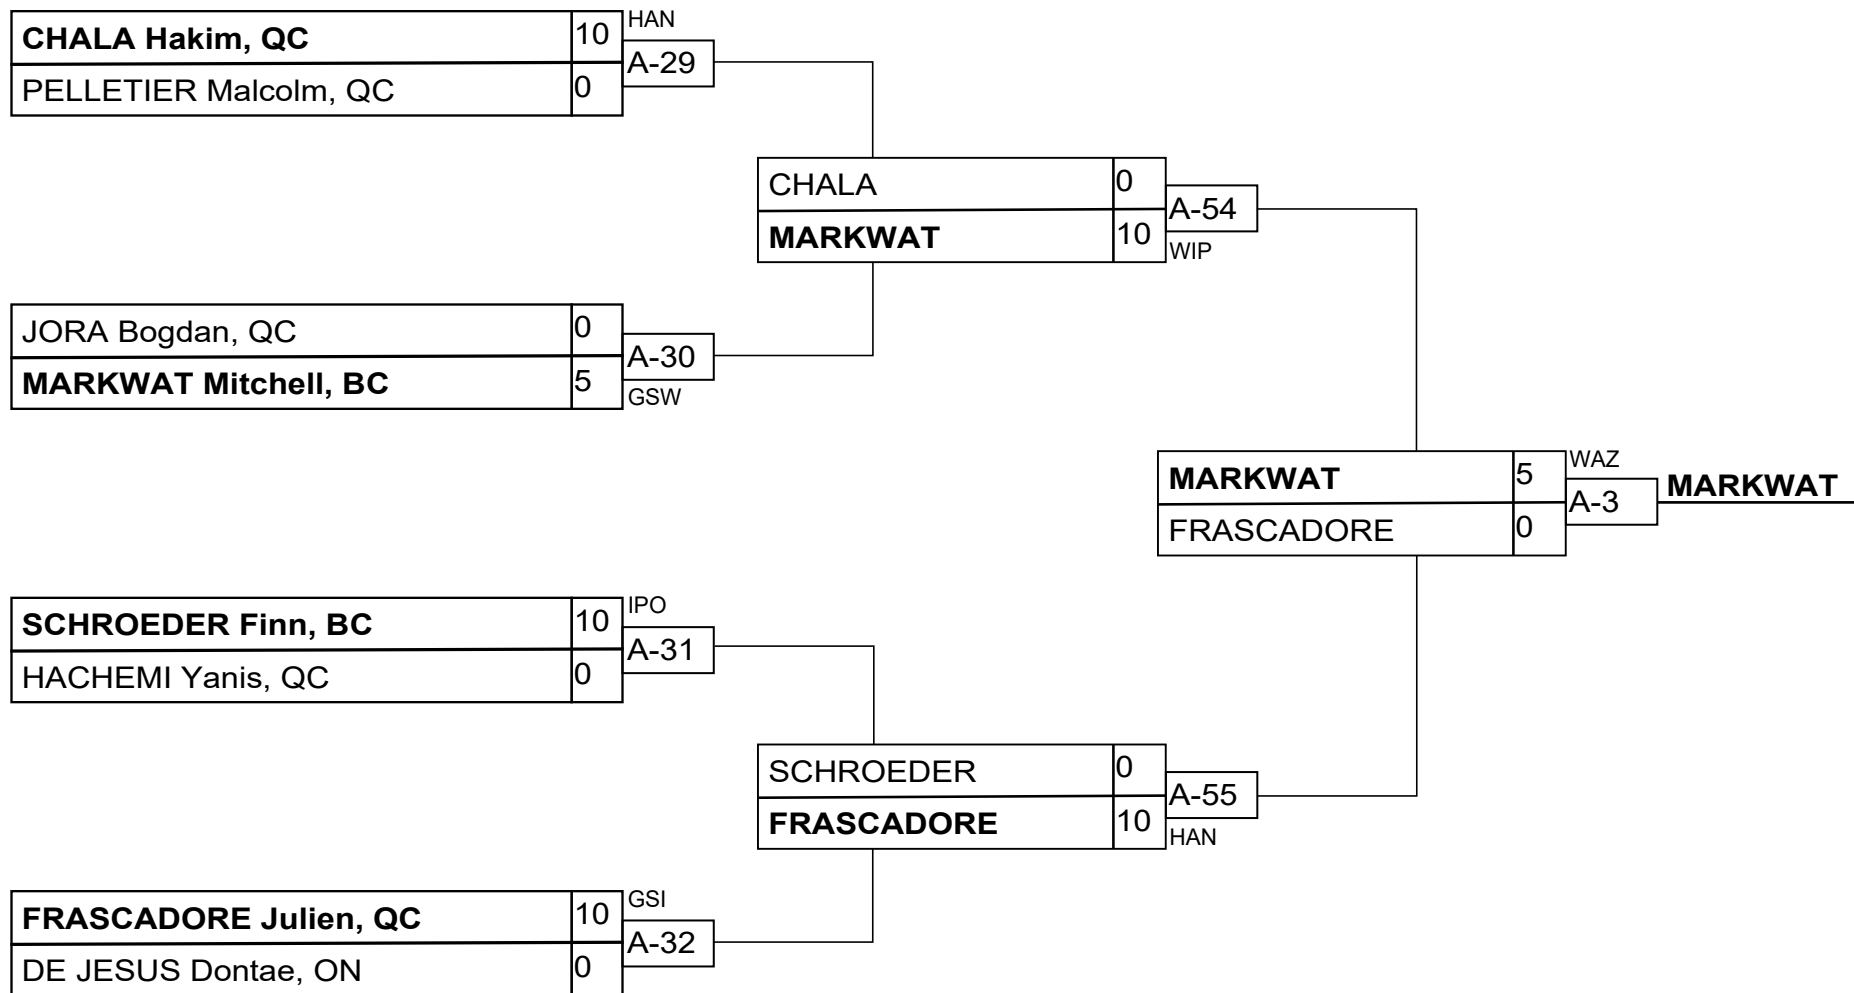 CHALA Hakim, QC 10 HAN
A-29
PELLETIER Malcolm, QC 0
CHALA 0
A-54
MARKWAT 10 WIP
JORA Bogdan, QC 0
A-30
MARKWAT Mitchell, BC 5 GSW
MARKWAT 5 WAZ
A-3 MARKWAT
FRASCADORE 0
SCHROEDER Finn, BC 10 IPO
A-31
HACHEMI Yanis, QC 0
SCHROEDER 0
A-55
FRASCADORE 10 HAN
FRASCADORE Julien, QC 10 GSI
A-32
DE JESUS Dontae, ON 0